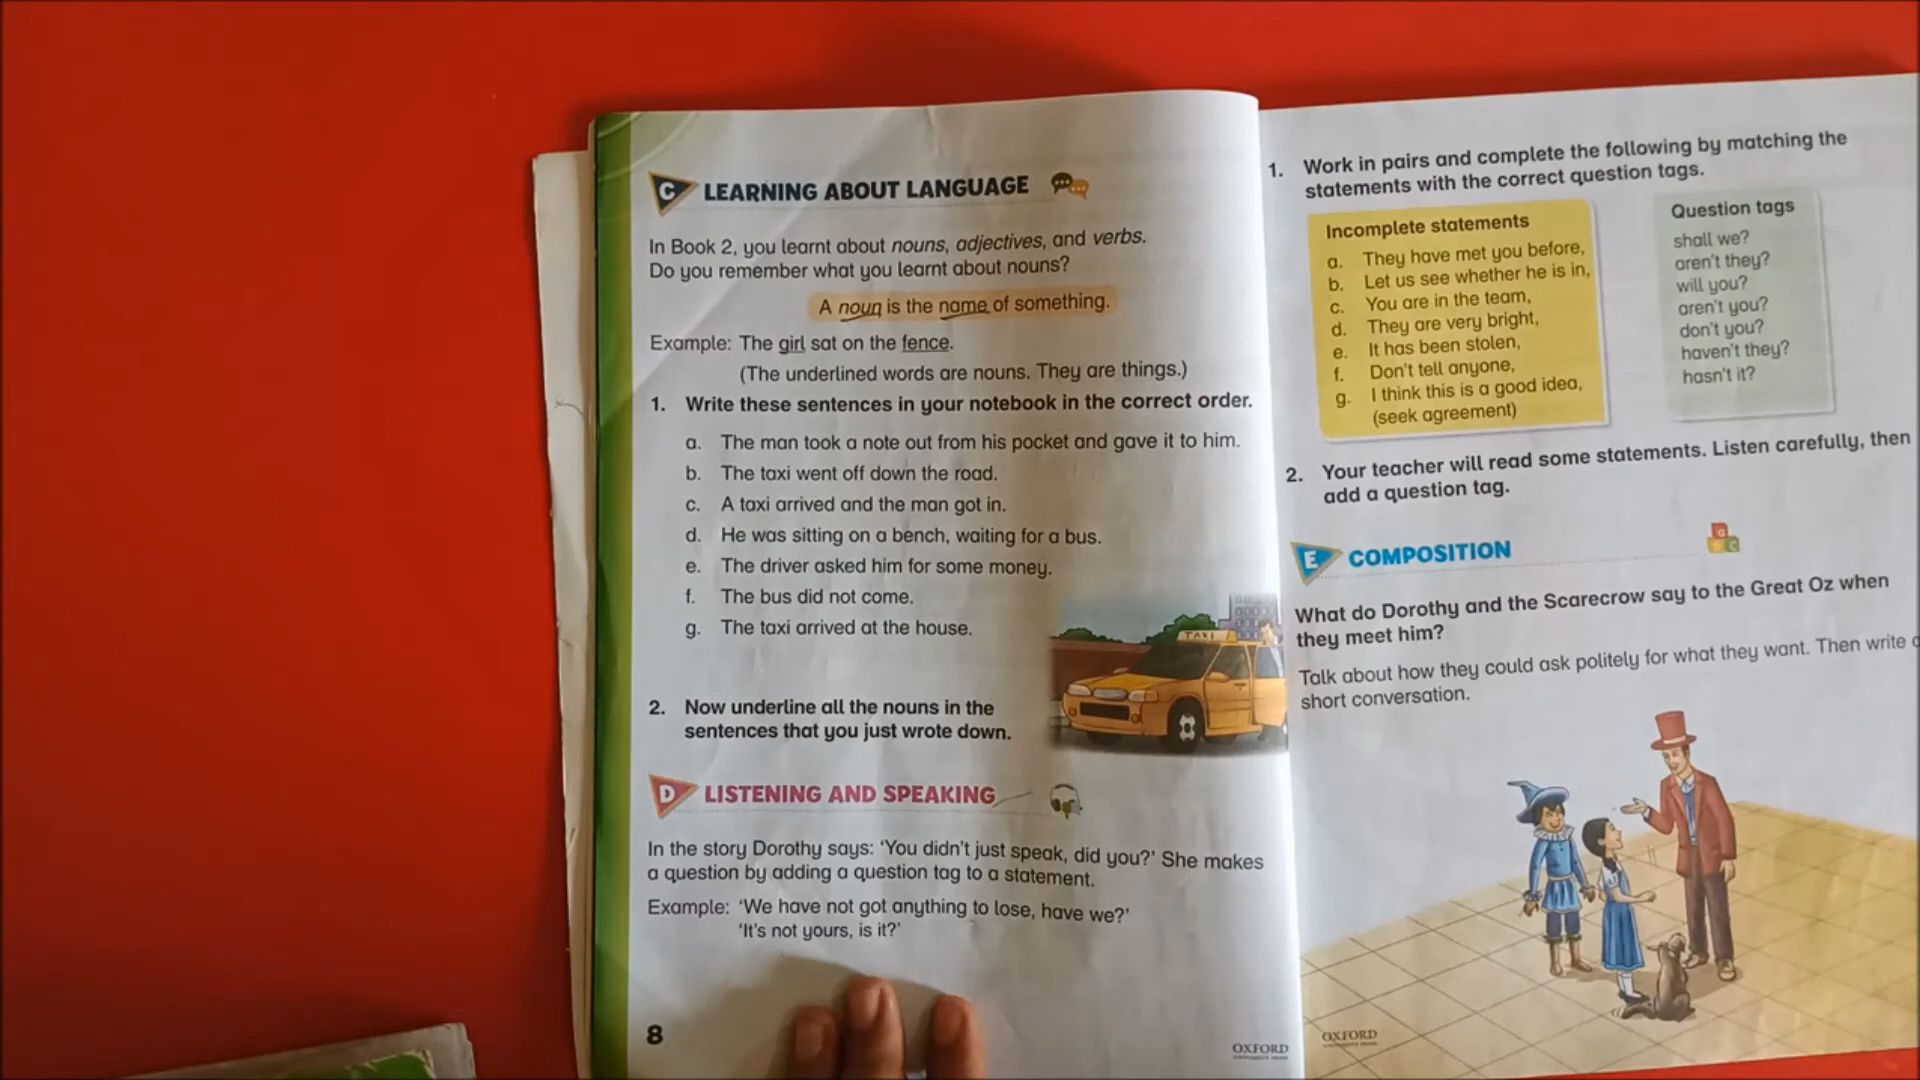 C LEARNING ABOUT LANGUAGE
In Book 2, you learnt about nouns, adjectives, and verbs.
Do you remember what you learnt about nouns?
A noun is the name of something.
Example: The girl sat on the fence.
(The underlined words are nouns. They are things.)
1. Write these sentences in your notebook in the correct order.
a. The man took a note out from his pocket and gave it to him.
b. The taxi went off down the road.
c. A taxi arrived and the man got in.
d. He was sitting on a bench, waiting for a bus.
e. The driver asked him for some money.
f. The bus did not come.
g. The taxi arrived at the house.
TAXI
2. Now underline all the nouns in the
sentences that you just wrote down.
D LISTENING AND SPEAKING
In the story Dorothy says: ‘You didn’t just speak, did you?’ She makes
a question by adding a question tag to a statement.
Example: ‘We have not got anything to lose, have we?’
‘It’s not yours, is it?’
8
OXFORD
1. Work in pairs and complete the following by matching the
statements with the correct question tags.
Incomplete statements
a. They have met you before,
b. Let us see whether he is in,
c. You are in the team,
d. They are very bright,
e. It has been stolen,
f. Don’t tell anyone,
g. I think this is a good idea,
(seek agreement)
Question tags
shall we?
aren’t they?
will you?
aren’t you?
don’t you?
haven’t they?
hasn’t it?
2. Your teacher will read some statements. Listen carefully, then
add a question tag.
E COMPOSITION
What do Dorothy and the Scarecrow say to the Great Oz when
they meet him?
Talk about how they could ask politely for what they want. Then write
short conversation.
OXFORD